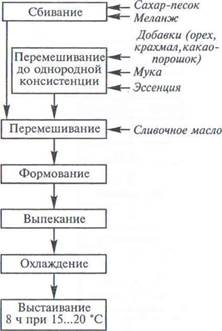 Сбивание
Сахар-песок
Меланж
Перемешивание
до однородной
консистенции
Добавки (орех,
крахмал, какао-
порошок)
Мука
Эссенция
Перемешивание
Сливочное масло
Формование
Выпекание
Охлаждение
Выстаивание
8 ч при 15...20 °С